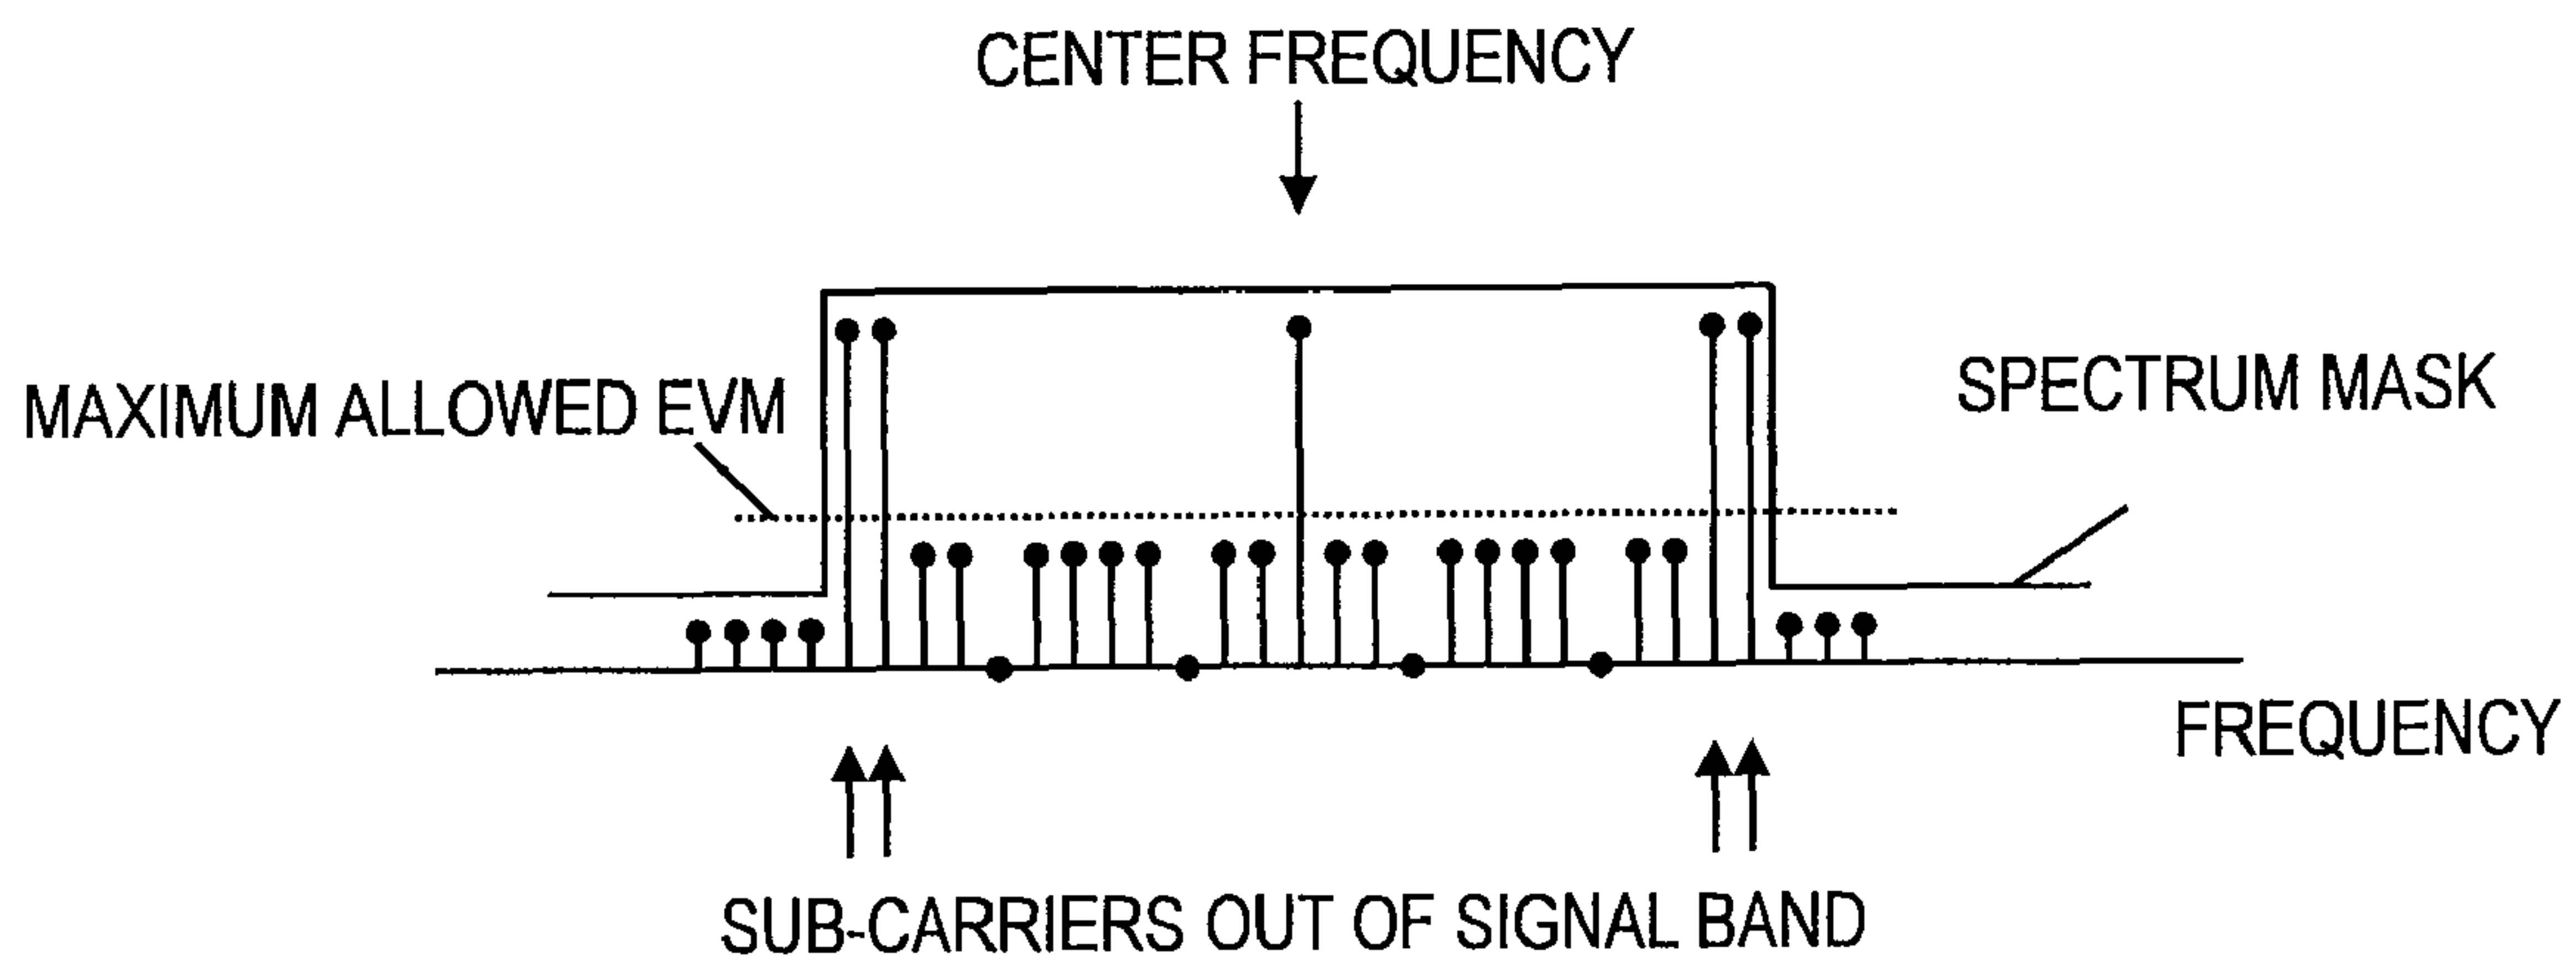 CENTER FREQUENCY
MAXIMUM ALLOWED EVM
SPECTRUM MASK
FREQUENCY
SUB-CARRIERS OUT OF SIGNAL BAND